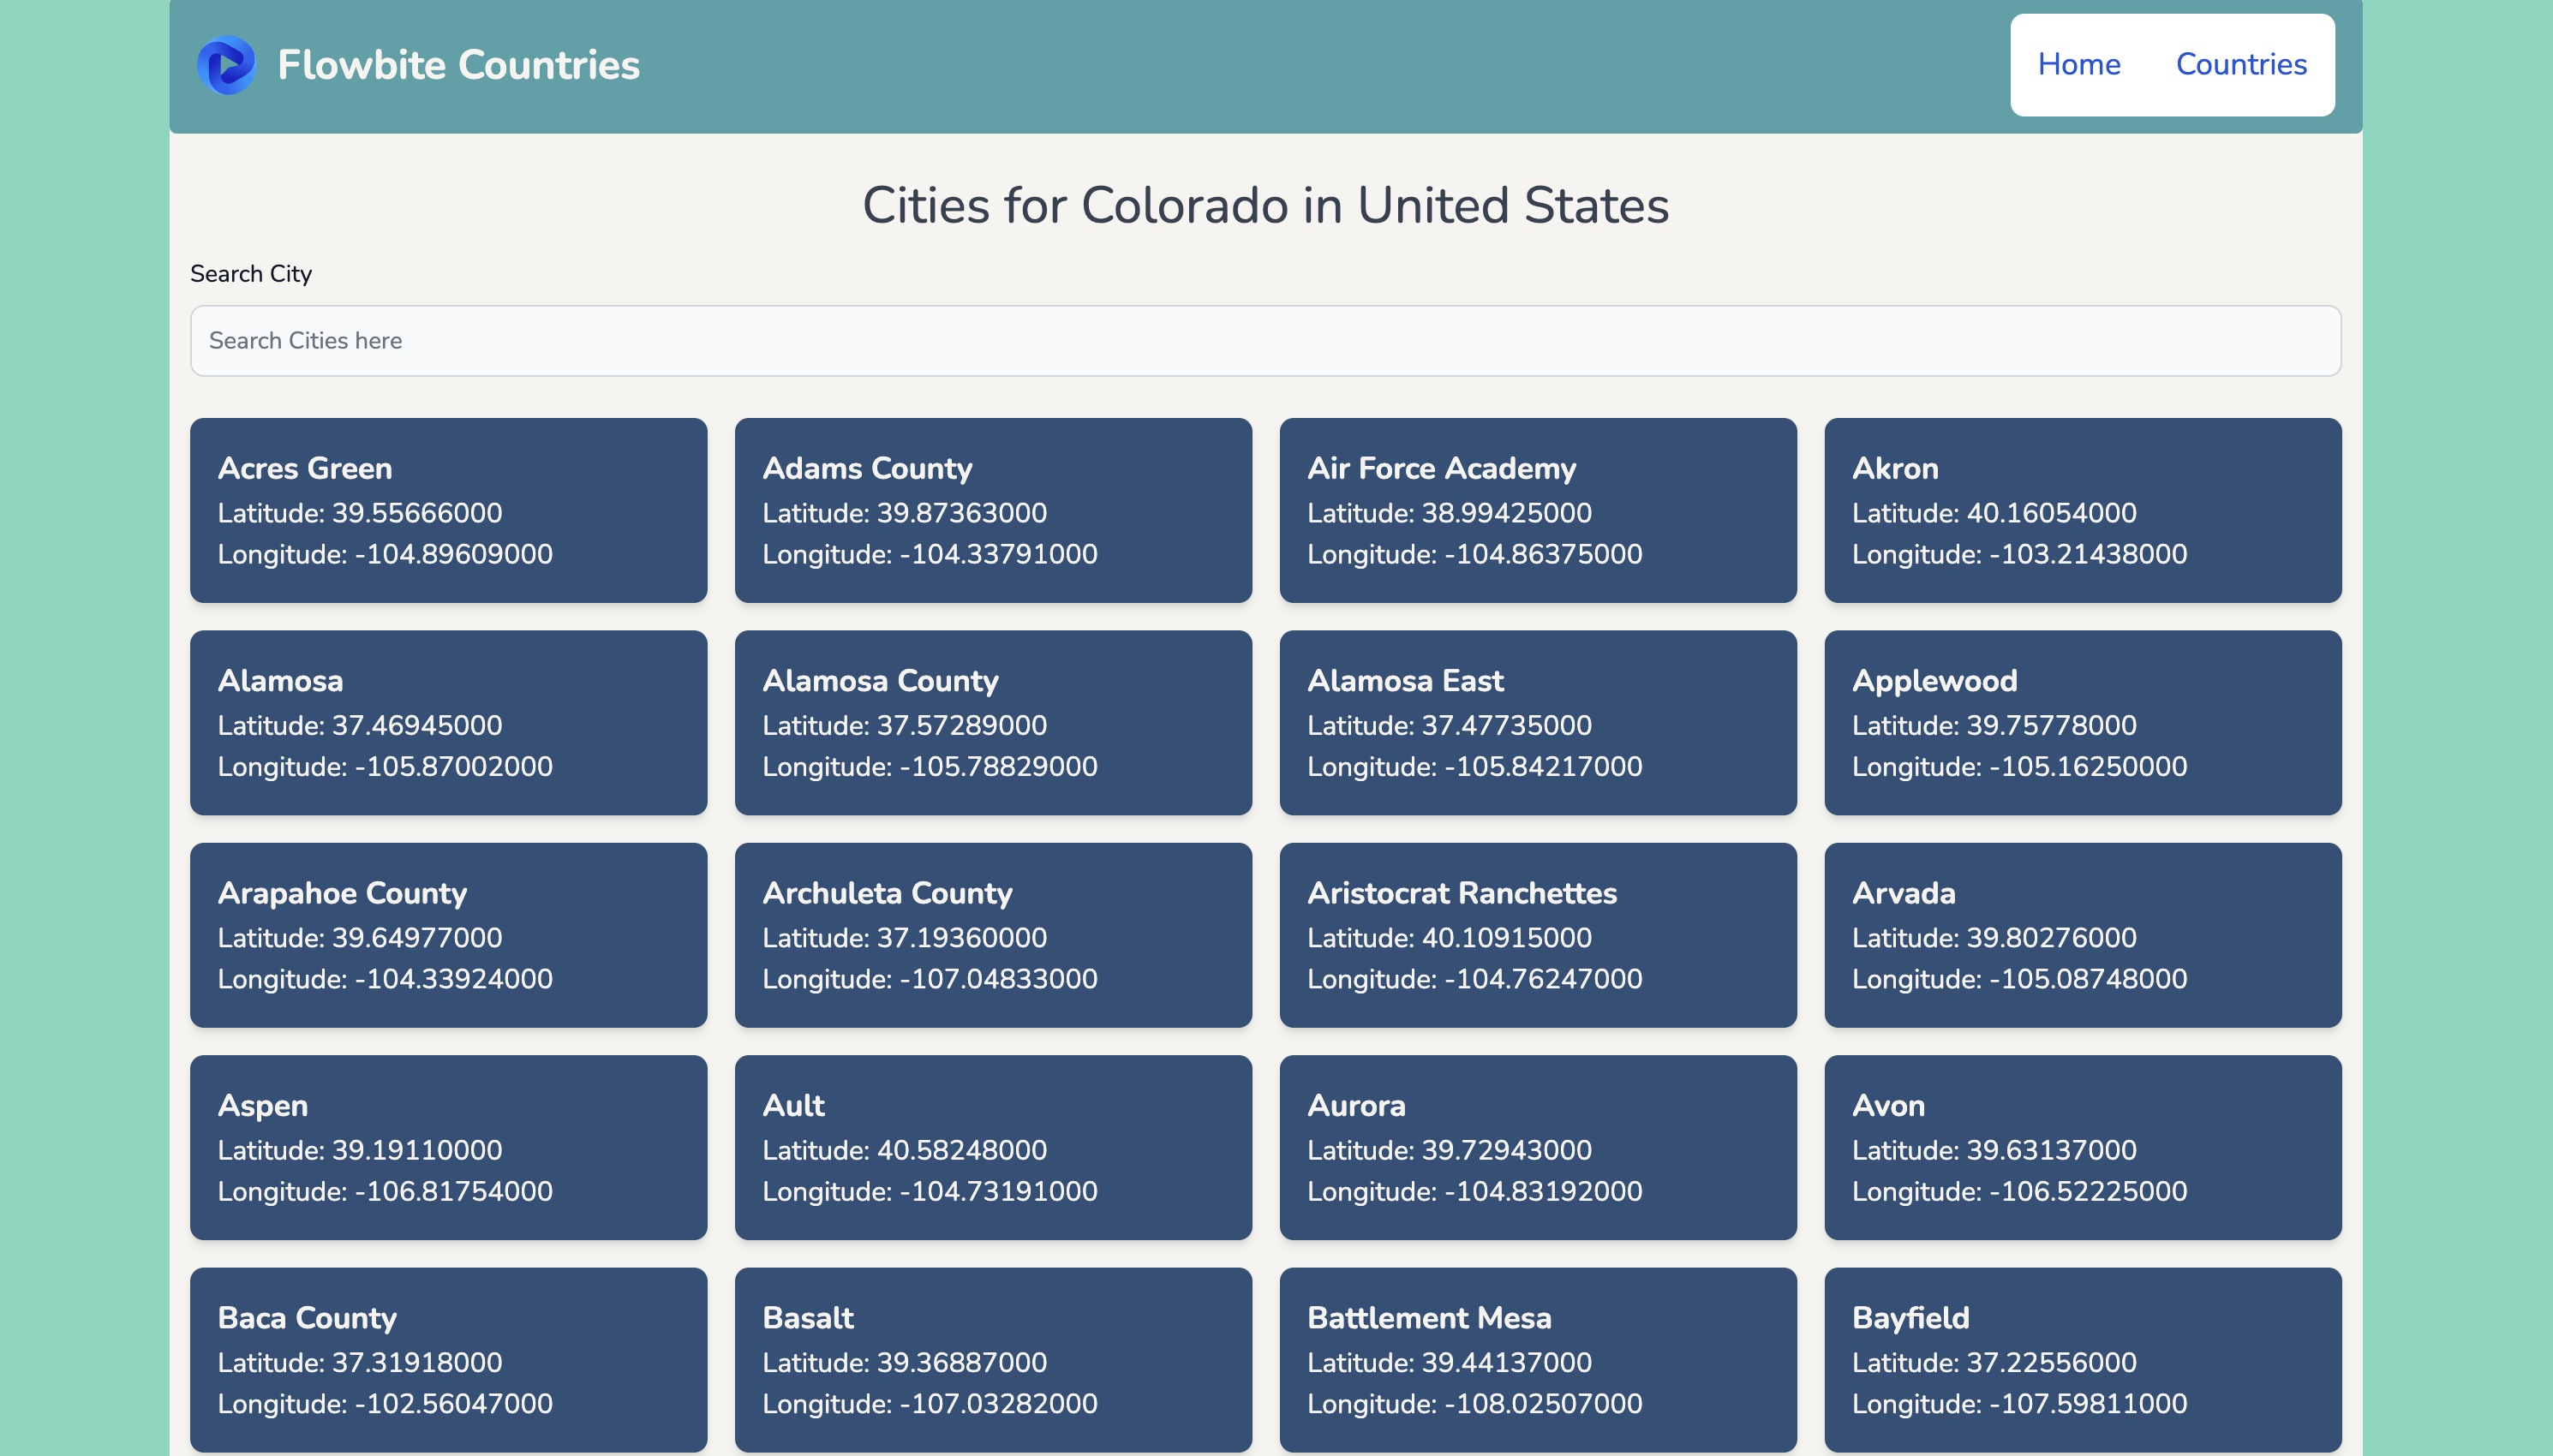 Flowbite Countries
Home
Countries
Cities for Colorado in United States
Search City
Search Cities here
Acres Green
Latitude: 39.55666000
Longitude: -104.89609000
Adams County
Latitude: 39.87363000
Longitude: -104.33791000
Air Force Academy
Latitude: 38.99425000
Longitude: -104.86375000
Akron
Latitude: 40.16054000
Longitude: -103.21438000
Alamosa
Latitude: 37.46945000
Longitude: -105.87002000
Alamosa County
Latitude: 37.57289000
Longitude: -105.78829000
Alamosa East
Latitude: 37.47735000
Longitude: -105.84217000
Applewood
Latitude: 39.75778000
Longitude: -105.16250000
Arapahoe County
Latitude: 39.64977000
Longitude: -104.33924000
Archuleta County
Latitude: 37.19360000
Longitude: -107.04833000
Aristocrat Ranchettes
Latitude: 40.10915000
Longitude: -104.76247000
Arvada
Latitude: 39.80276000
Longitude: -105.08748000
Aspen
Latitude: 39.19110000
Longitude: -106.81754000
Ault
Latitude: 40.58248000
Longitude: -104.73191000
Aurora
Latitude: 39.72943000
Longitude: -104.83192000
Avon
Latitude: 39.63137000
Longitude: -106.52225000
Baca County
Latitude: 37.31918000
Longitude: -102.56047000
Basalt
Latitude: 39.36887000
Longitude: -107.03282000
Battlement Mesa
Latitude: 39.44137000
Longitude: -108.02507000
Bayfield
Latitude: 37.22556000
Longitude: -107.59811000